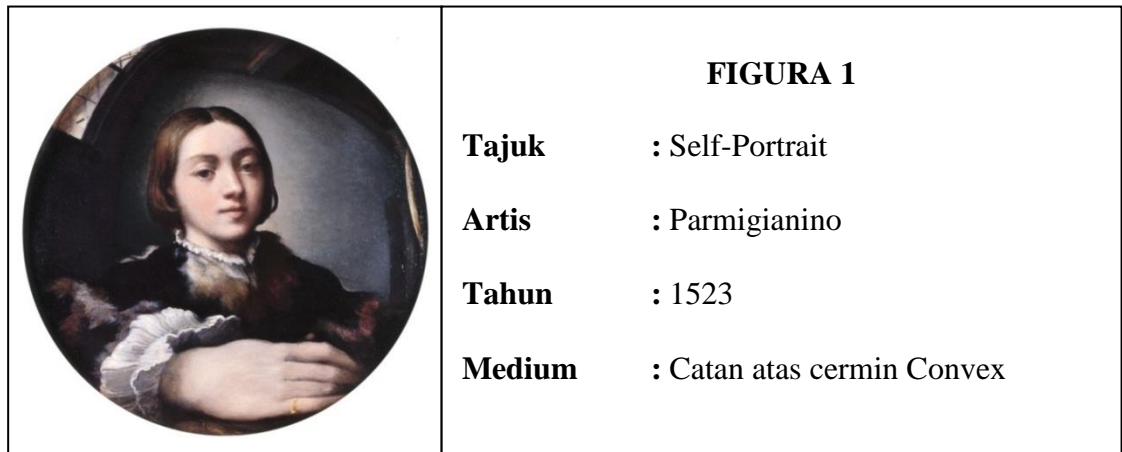 FIGURA 1
Tajuk : Self-Portrait
Artis : Parmigianino
Tahun : 1523
Medium : Catan atas cermin Convex